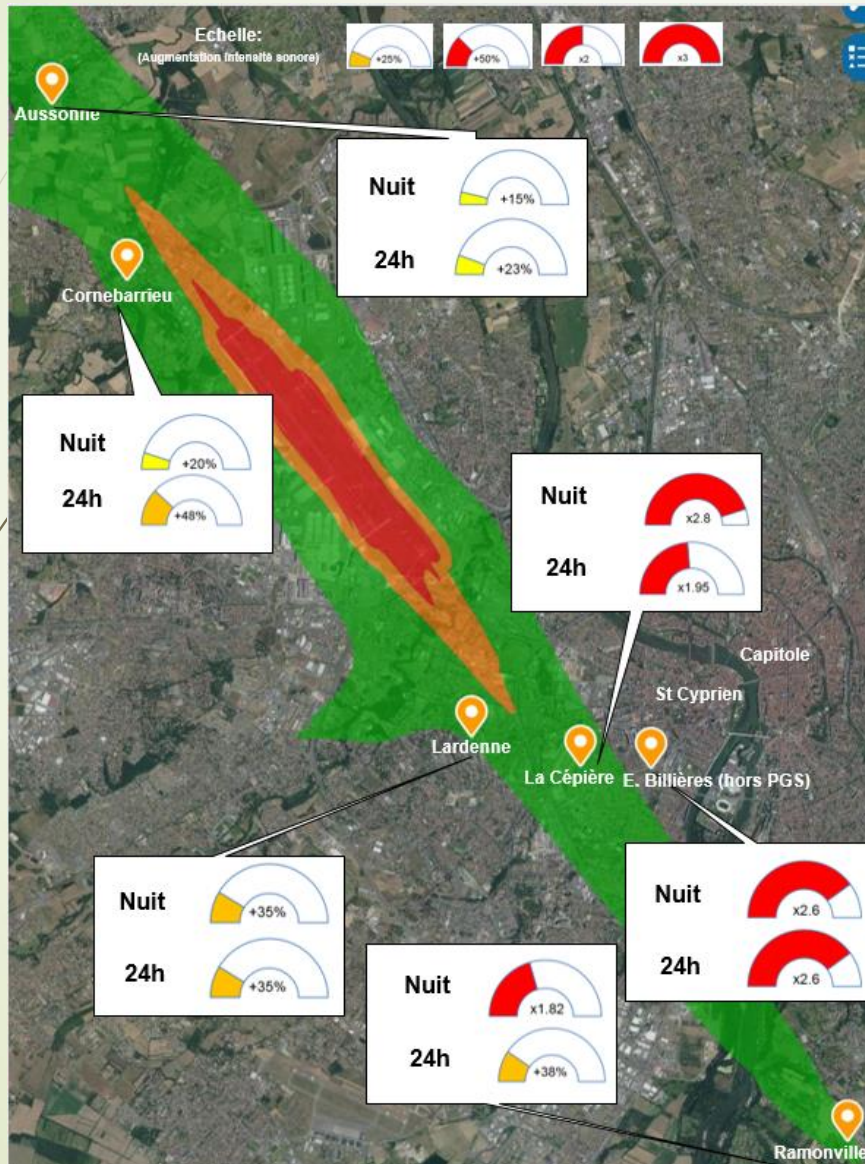 Echelle:
(Augmentation intensité sonore)
+25%
+50%
x2
x3
Aussonne
Nuit
+15%
24h
+23%
Cornebarrieu
Nuit
+20%
24h
+48%
Nuit
x2.8
24h
x1.95
Capitole
St Cyprien
Lardenne
La Cépière
E. Billières (hors PGS)
Nuit
+35%
24h
+35%
Nuit
x2.6
24h
x2.6
Nuit
x1.82
24h
+38%
Ramonville